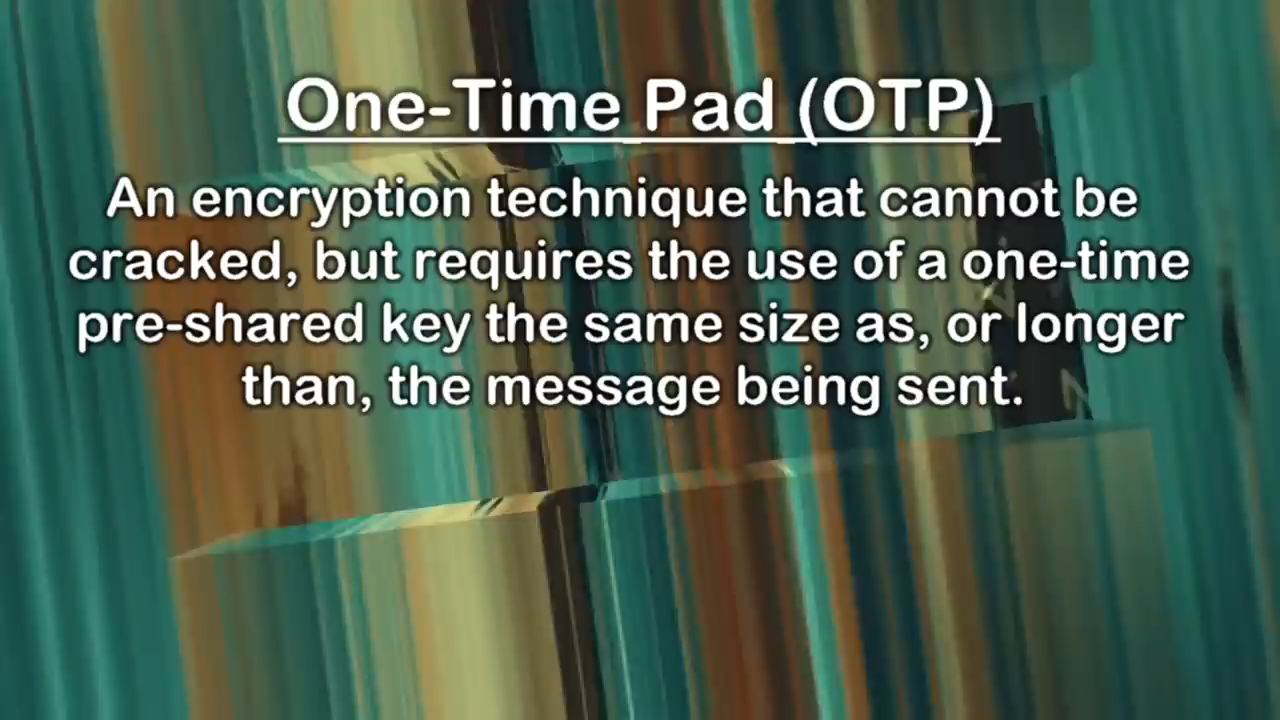 One-Time Pad (OTP)
An encryption technique that cannot be
cracked, but requires the use of a one-time
pre-shared key the same size as, or longer
than, the message being sent.